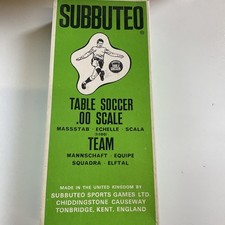 SUBBUTEO
TABLE SOCCER
.00 SCALE
MASSSTAB · ECHELLE · SCALA
TEAM
MANNSCHAFT · EQUIPE
SQUADRA · ELFTAL
MADE IN THE UNITED KINGDOM BY
SUBBUTEO SPORTS GAMES LTD.
CHIDDINGSTONE CAUSEWAY
TONBRIDGE, KENT, ENGLAND